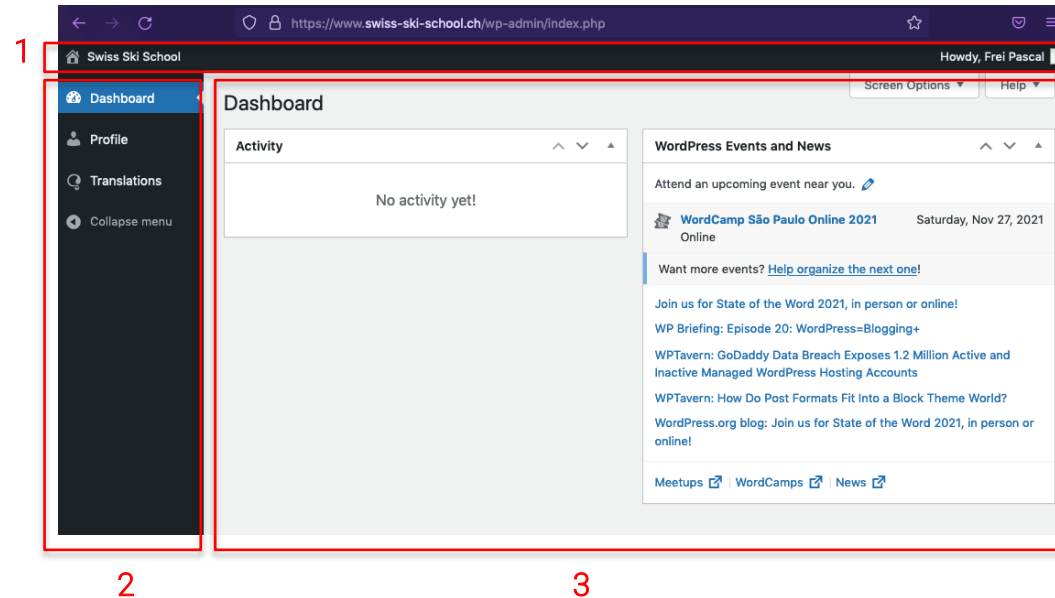 https://www.swiss-ski-school.ch/wp-admin/index.php
1
Swiss Ski School
Howdy, Frei Pascal
Dashboard
Profile
Translations
Collapse menu
Screen Options
Help
Dashboard
Activity
No activity yet!
WordPress Events and News
Attend an upcoming event near you.
WordCamp São Paulo Online 2021 Saturday, Nov 27, 2021
Online
Want more events? Help organize the next one!
Join us for State of the Word 2021, in person or online!
WP Briefing: Episode 20: WordPress=Blogging+
WPTavern: GoDaddy Data Breach Exposes 1.2 Million Active and
Inactive Managed WordPress Hosting Accounts
WPTavern: How Do Post Formats Fit Into a Block Theme World?
WordPress.org blog: Join us for State of the Word 2021, in person or
online!
Meetups | WordCamps | News
2
3